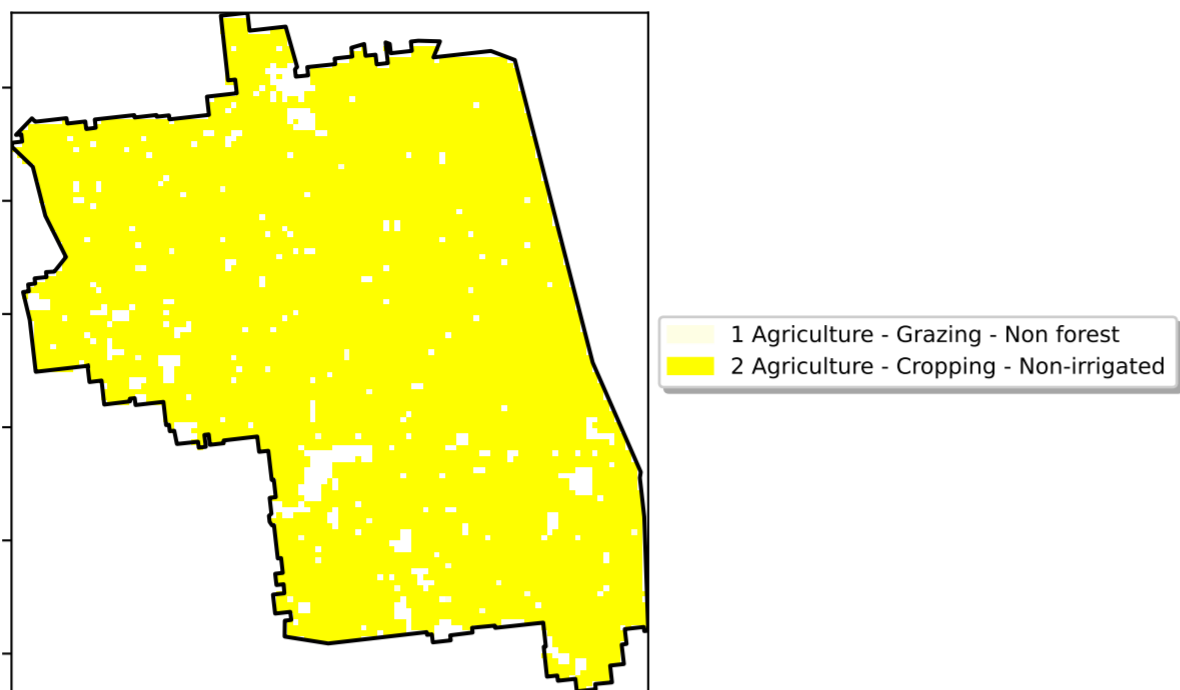 1 Agriculture - Grazing - Non forest
2 Agriculture - Cropping - Non-irrigated